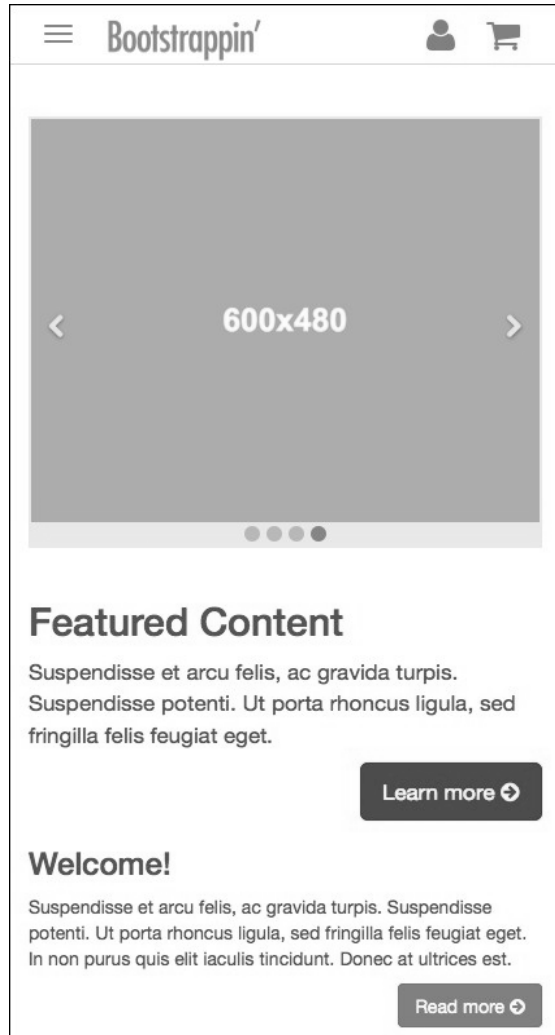 Bootstrappin'
600x480
Featured Content
Suspendisse et arcu felis, ac gravida turpis.
Suspendisse potenti. Ut porta rhoncus ligula, sed
fringilla felis feugiat eget.
Learn more
Welcome!
Suspendisse et arcu felis, ac gravida turpis. Suspendisse
potenti. Ut porta rhoncus ligula, sed fringilla felis feugiat eget.
In non purus quis elit iaculis tincidunt. Donec at ultrices est.
Read more